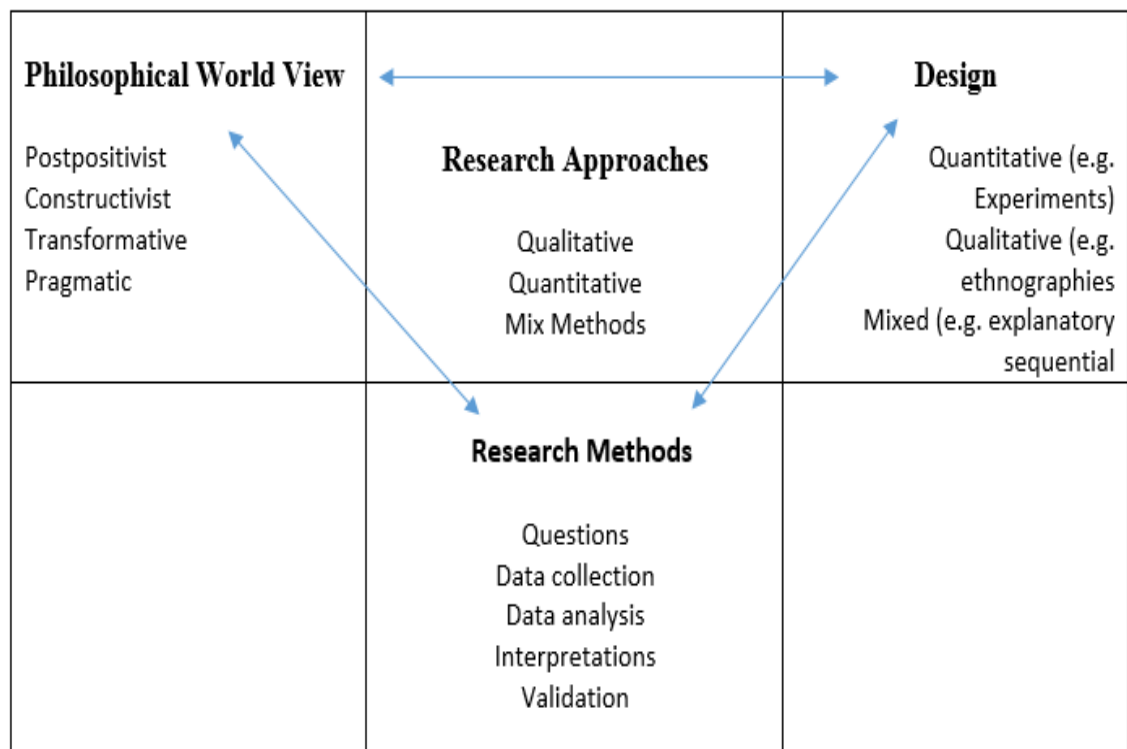 Philosophical World View
Postpositivist
Constructivist
Transformative
Pragmatic
Research Approaches
Qualitative
Quantitative
Mix Methods
Design
Quantitative (e.g.
Experiments)
Qualitative (e.g.
ethnographies
Mixed (e.g. explanatory
sequential
Research Methods
Questions
Data collection
Data analysis
Interpretations
Validation